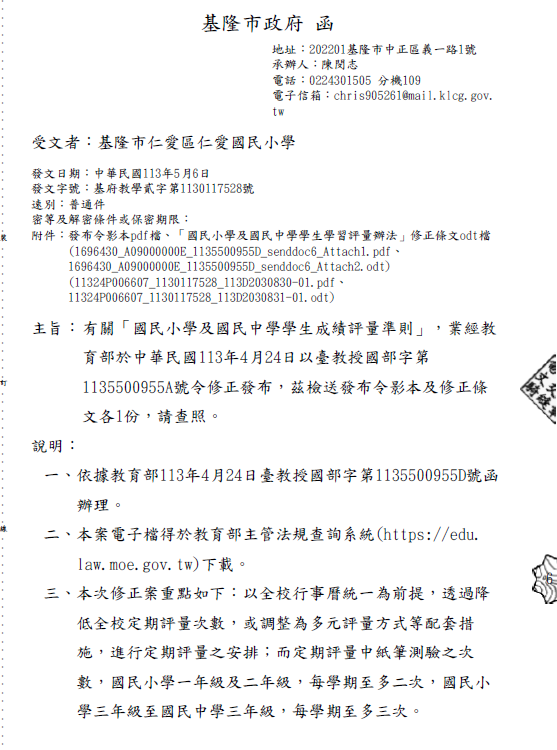 基隆市政府 函
地址：202201基隆市中正區義一路1號
承辦人：陳閔志
電話：0224301505 分機109
電子信箱：chris905261@mail.klcg.gov.
tw
受文者：基隆市仁愛區仁愛國民小學
發文日期：中華民國113年5月6日
發文字號：基府教學貳字第1130117528號
速別：普通件
密等及解密條件或保密期限：
附件：發布令影本pdf檔、「國民小學及國民中學學生學習評量辦法」修正條文odt檔
(1696430_A09000000E_1135500955D_senddoc6_Attach1.pdf、
1696430_A09000000E_1135500955D_senddoc6_Attach2.odt)
(11324P006607_1130117528_113D2030830-01.pdf、
11324P006607_1130117528_113D2030831-01.odt)
主旨：有關「國民小學及國民中學學生成績評量準則」，業經教
育部於中華民國113年4月24日以臺教授國部字第
1135500955A號令修正發布，茲檢送發布令影本及修正條
文各1份，請查照。
說明：
一、依據教育部113年4月24日臺教授國部字第1135500955D號函
辦理。
二、本案電子檔得於教育部主管法規查詢系統(https://edu.
law.moe.gov.tw)下載。
三、本次修正案重點如下：以全校行事曆統一為前提，透過降
低全校定期評量次數，或調整為多元評量方式等配套措
施，進行定期評量之安排；而定期評量中紙筆測驗之次
數，國民小學一年級及二年級，每學期至多二次，國民小
學三年級至國民中學三年級，每學期至多三次。
裝
訂
線